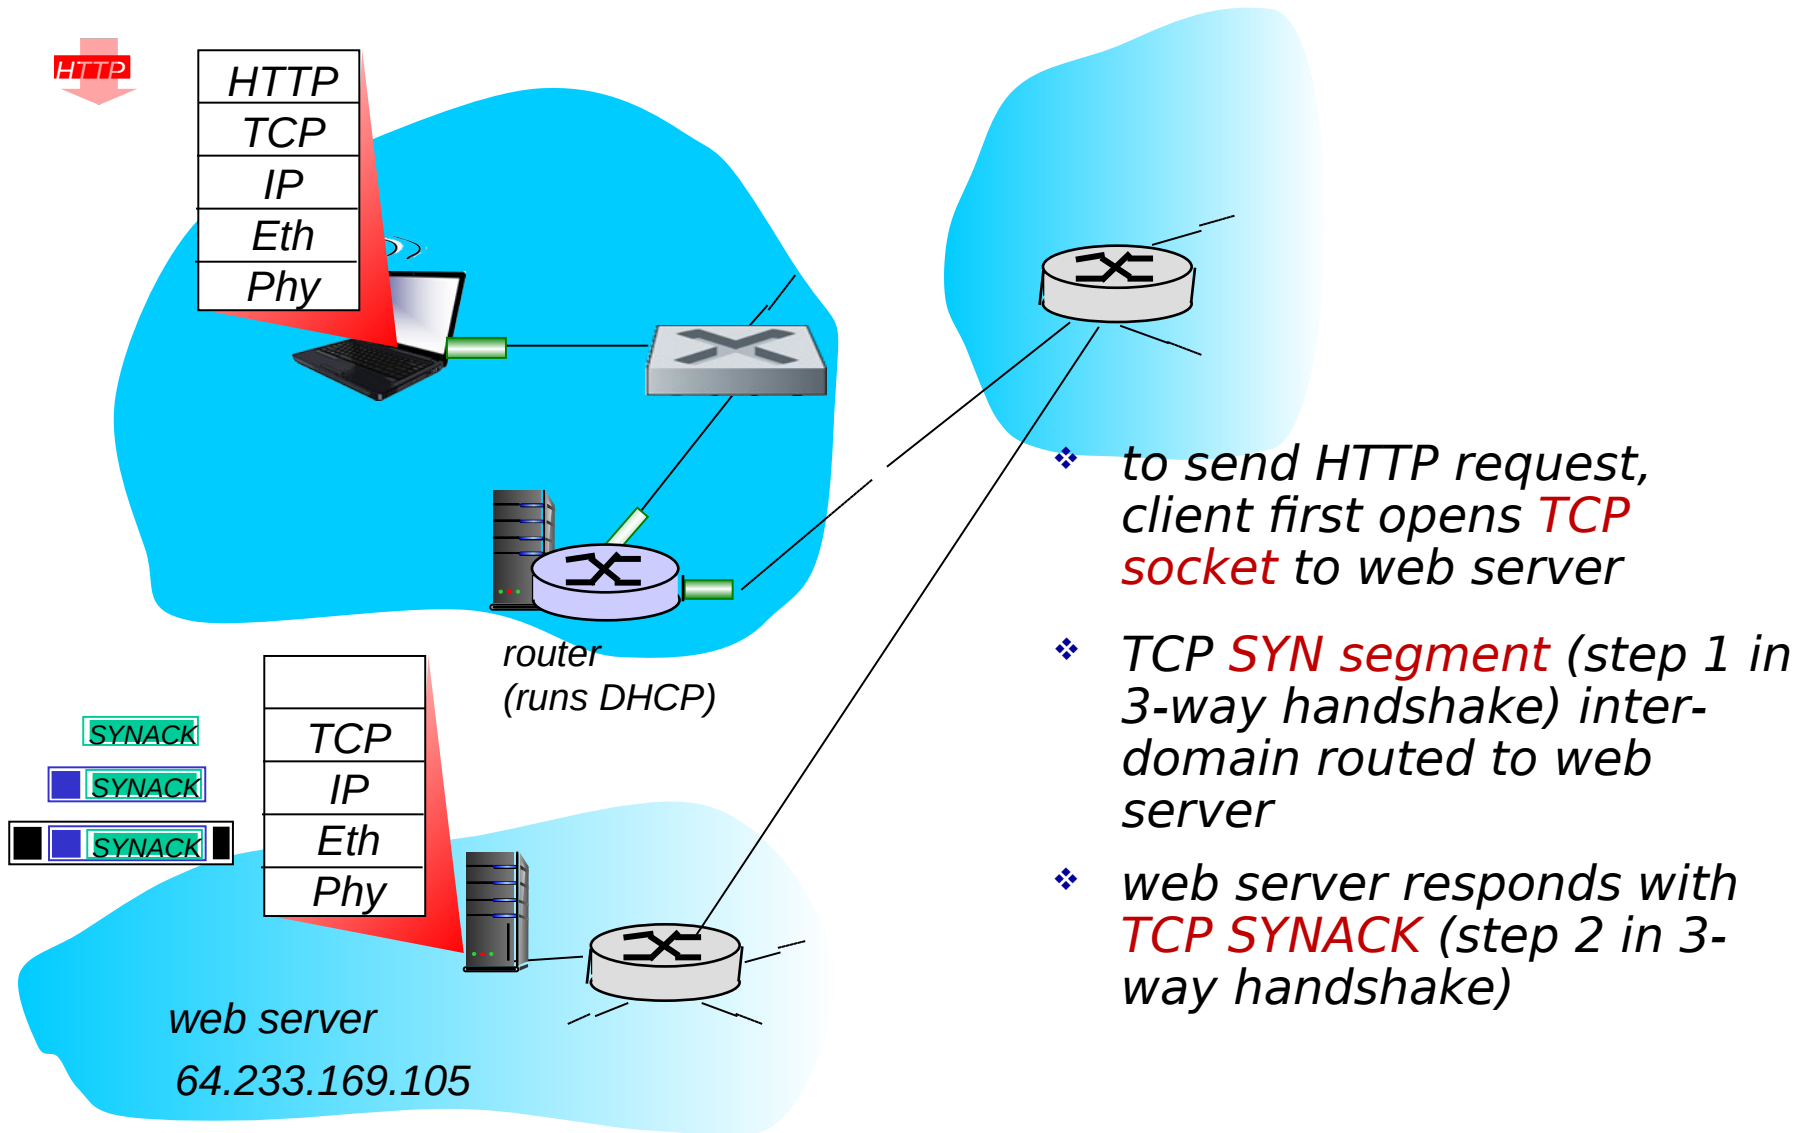 HTTP
HTTP
TCP
IP
Eth
Phy
router
(runs DHCP)
SYNACK
SYNACK
SYNACK
TCP
IP
Eth
Phy
web server
64.233.169.105
to send HTTP request,
client first opens TCP
socket to web server
TCP SYN segment (step 1 in
3-way handshake) inter-
domain routed to web
server
web server responds with
TCP SYNACK (step 2 in 3-
way handshake)